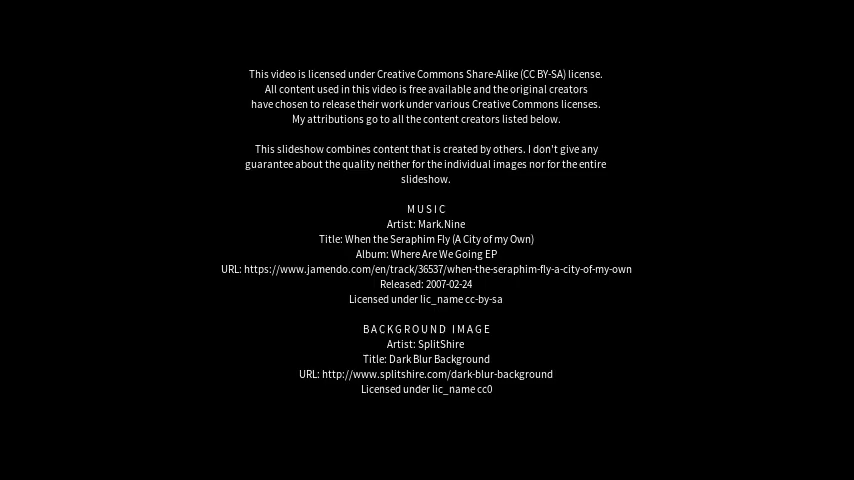 This video is licensed under Creative Commons Share-Alike (CC BY-SA) license.
All content used in this video is free available and the original creators
have chosen to release their work under various Creative Commons licenses.
My attributions go to all the content creators listed below.
This slideshow combines content that is created by others. I don't give any
guarantee about the quality neither for the individual images nor for the entire
slideshow.
MUSIC
Artist: Mark.Nine
Title: When the Seraphim Fly (A City of my Own)
Album: Where Are We Going EP
URL: https://www.jamendo.com/en/track/36537/when-the-seraphim-fly-a-city-of-my-own
Released: 2007-02-24
Licensed under lic_name cc-by-sa
BACKGROUND IMAGE
Artist: SplitShire
Title: Dark Blur Background
URL: http://www.splitshire.com/dark-blur-background
Licensed under lic_name cc0